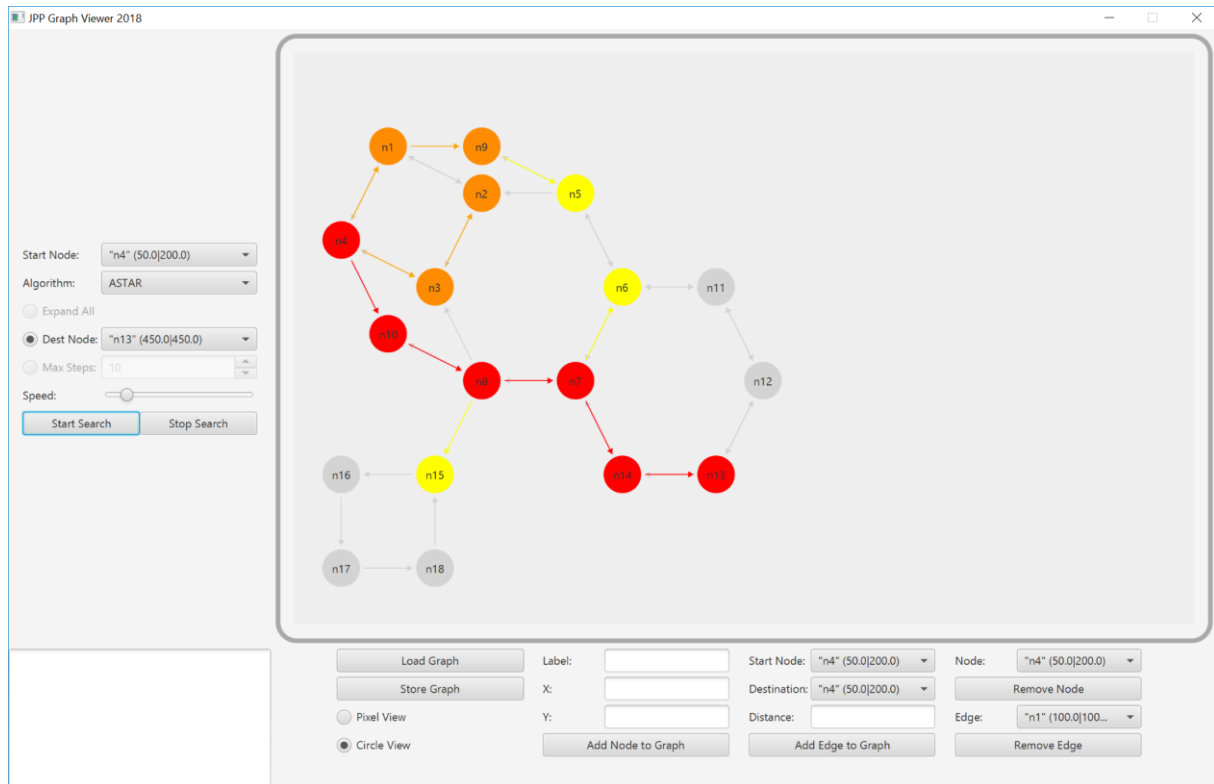 JPP Graph Viewer 2018
n1
n9
n2
n5
n4
n3
n6
n11
n10
n8
n7
n12
n16
n15
n14
n13
n17
n18
Start Node: "n4" (50.0|200.0)
Algorithm: ASTAR
Expand All
Dest Node: "n13" (450.0|450.0)
Max Steps: 10
Speed:
Start Search Stop Search
Load Graph Label: Start Node: "n4" (50.0|200.0) Node: "n4" (50.0|200.0)
Store Graph X: Destination: "n4" (50.0|200.0) Remove Node
Pixel View Y: Distance: Edge: "n1" (100.0|100...
Circle View Add Node to Graph Add Edge to Graph Remove Edge